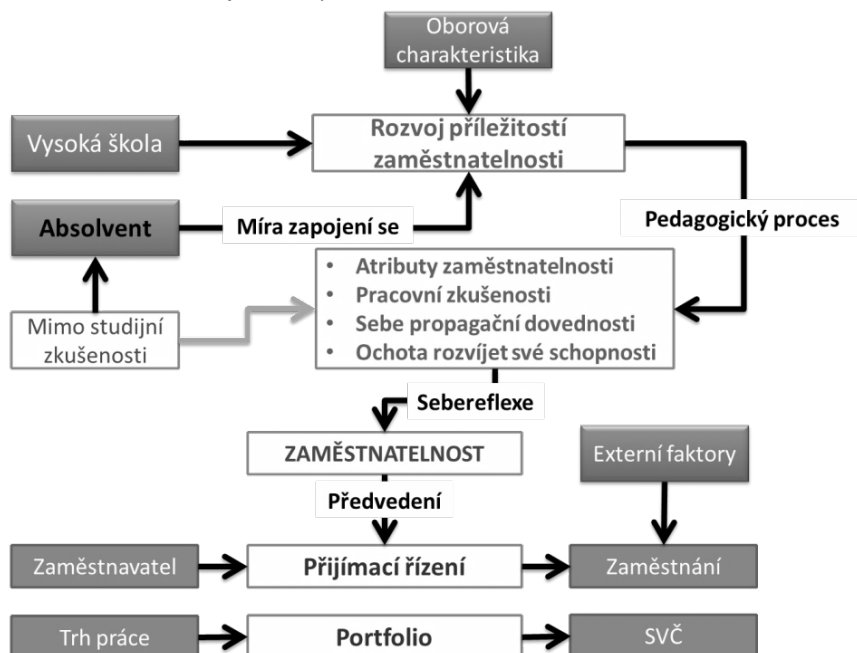 Oborová
charakteristika
Vysoká škola
Rozvoj příležitostí
zaměstnatelnosti
Absolvent
Míra zapojení se
Pedagogický proces
• Atributy zaměstnatelnosti
• Pracovní zkušenosti
• Sebe propagační dovednosti
• Ochota rozvíjet své schopnosti
Mimo studijní
zkušenosti
Sebereflexe
ZAMĚSTNATELNOST
Externí faktory
Předvedení
Zaměstnavatel
Přijímací řízení
Zaměstnání
Trh práce
Portfolio
SVČ